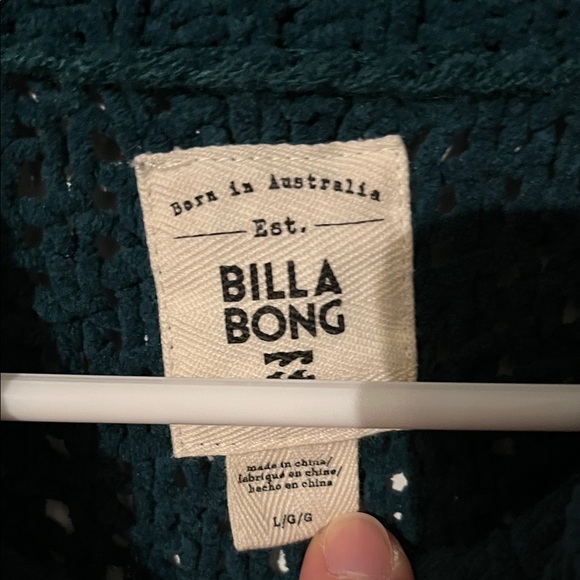 Born in Australia
Est.
BILLA
BONG
made in china/
fabriqué en chine/
hecho en china
L/G/G